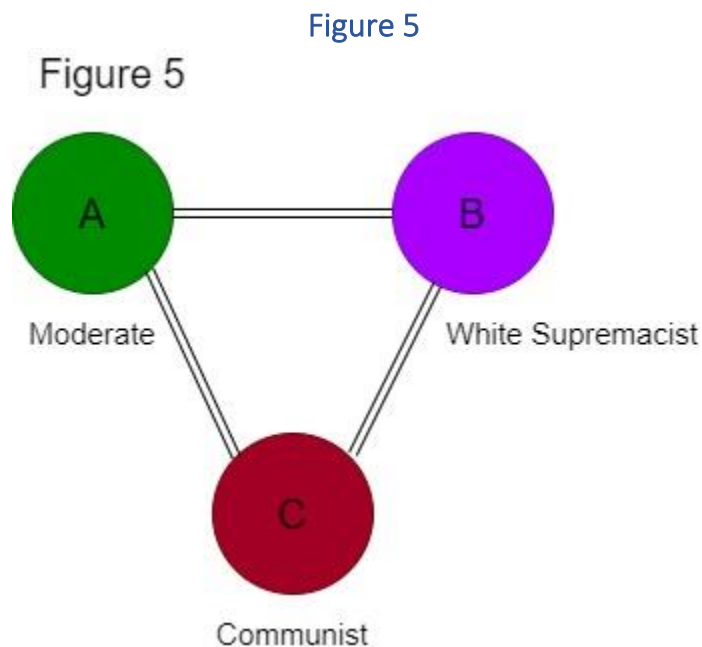 Figure 5
Figure 5
A
B
Moderate
White Supremacist
C
Communist